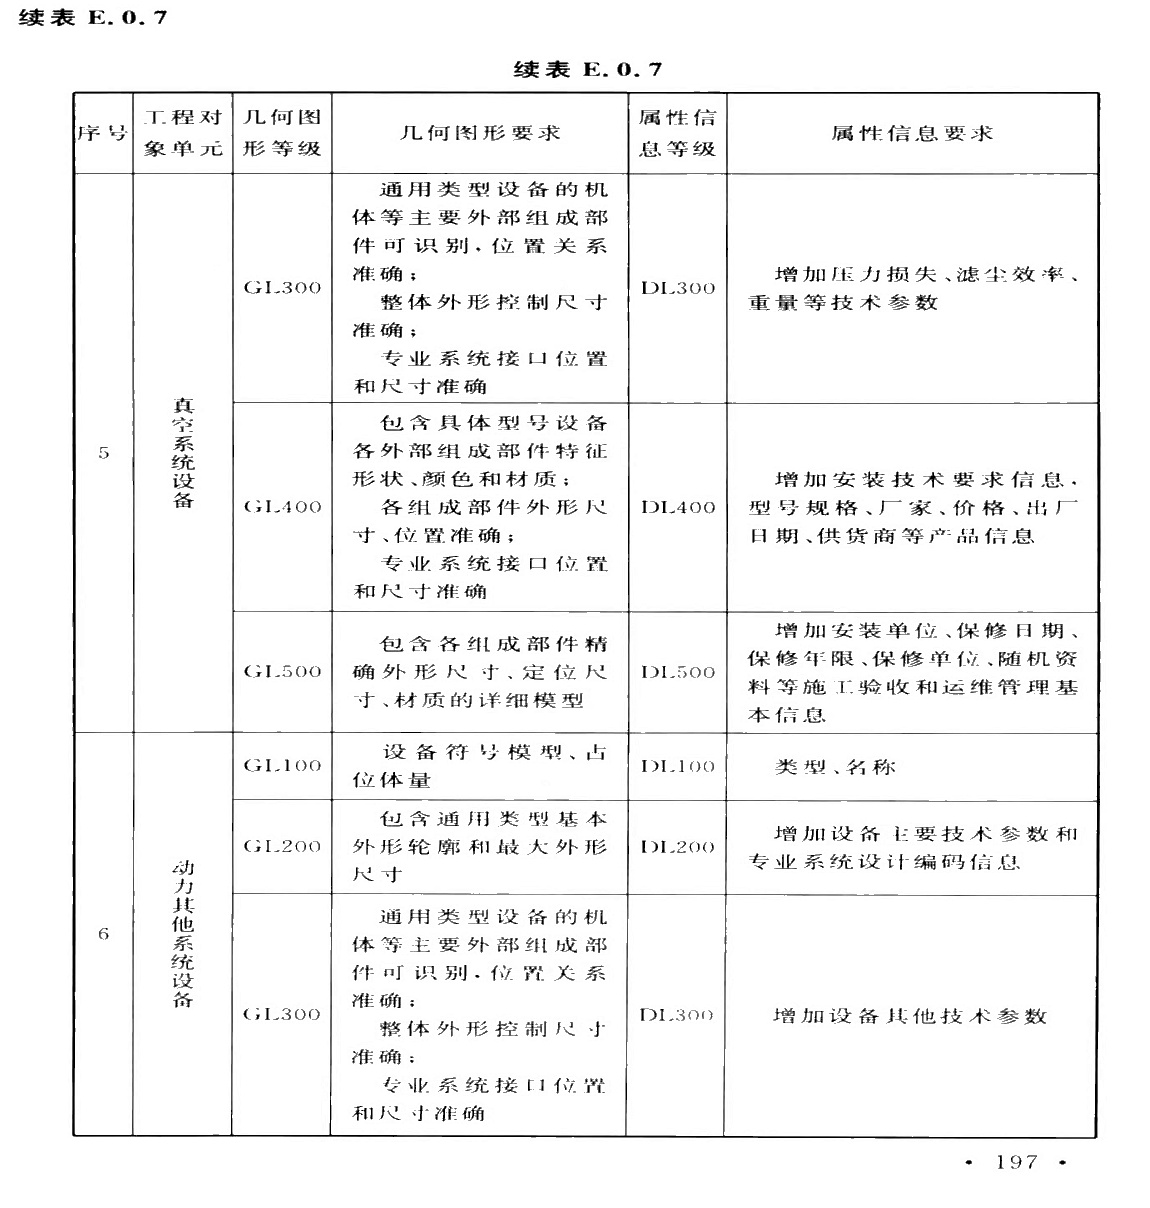 续表 E.0.7
续表 E.0.7
序号
工程对
象单元
几何图
形等级
几何图形要求
属性信
息等级
属性信息要求
5
真空系统设备
GL300
通用类型设备的机
体等主要外部组成部
件可识别,位置关系
准确;
整体外形控制尺寸
准确;
专业系统接口位置
和尺寸准确
DL300
增加压力损失、滤尘效率、
重量等技术参数
GL400
包含具体型号设备
各外部组成部件特征
形状、颜色和材质;
各组成部件外形尺
寸、位置准确;
专业系统接口位置
和尺寸准确
DL400
增加安装技术要求信息,
型号规格、厂家、价格、出厂
日期、供货商等产品信息
GL500
包含各组成部件精
确外形尺寸、定位尺
寸、材质的详细模型
DL500
增加安装单位、保修日期、
保修年限、保修单位、随机资
料等施工验收和运维管理基
本信息
6
动力其他系统设备
GL100
设备符号模型、占
位体量
DL100
类型、名称
GL200
包含通用类型基本
外形轮廓和最大外形
尺寸
DL200
增加设备主要技术参数和
专业系统设计编码信息
GL300
通用类型设备的机
体等主要外部组成部
件可识别,位置关系
准确;
整体外形控制尺寸
准确;
专业系统接口位置
和尺寸准确
DL300
增加设备其他技术参数
· 197 ·